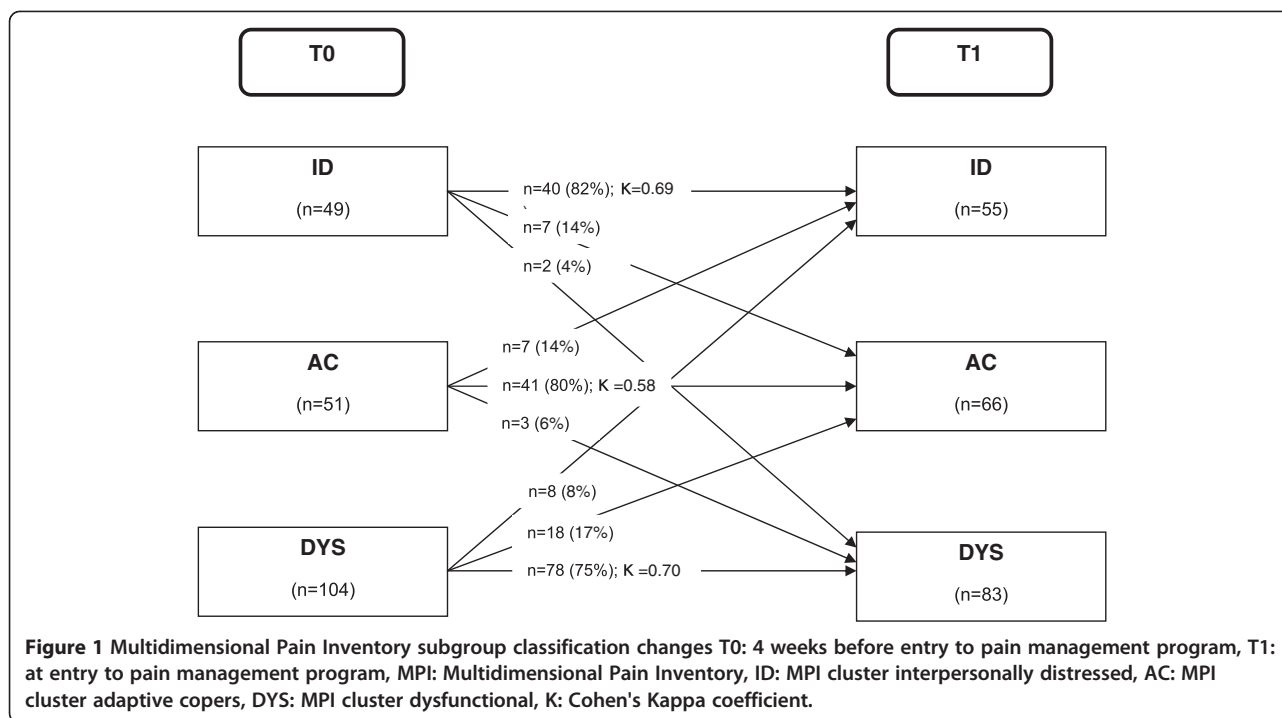 T0
T1
ID
(n=49)
n=40 (82%); K=0.69
n=7 (14%)
n=2 (4%)
ID
(n=55)
AC
(n=51)
n=7 (14%)
n=41 (80%); K =0.58
n=3 (6%)
AC
(n=66)
DYS
(n=104)
n=8 (8%)
n=18 (17%)
n=78 (75%); K =0.70
DYS
(n=83)
Figure 1 Multidimensional Pain Inventory subgroup classification changes T0: 4 weeks before entry to pain management program, T1:
at entry to pain management program, MPI: Multidimensional Pain Inventory, ID: MPI cluster interpersonally distressed, AC: MPI
cluster adaptive copers, DYS: MPI cluster dysfunctional, K: Cohen's Kappa coefficient.